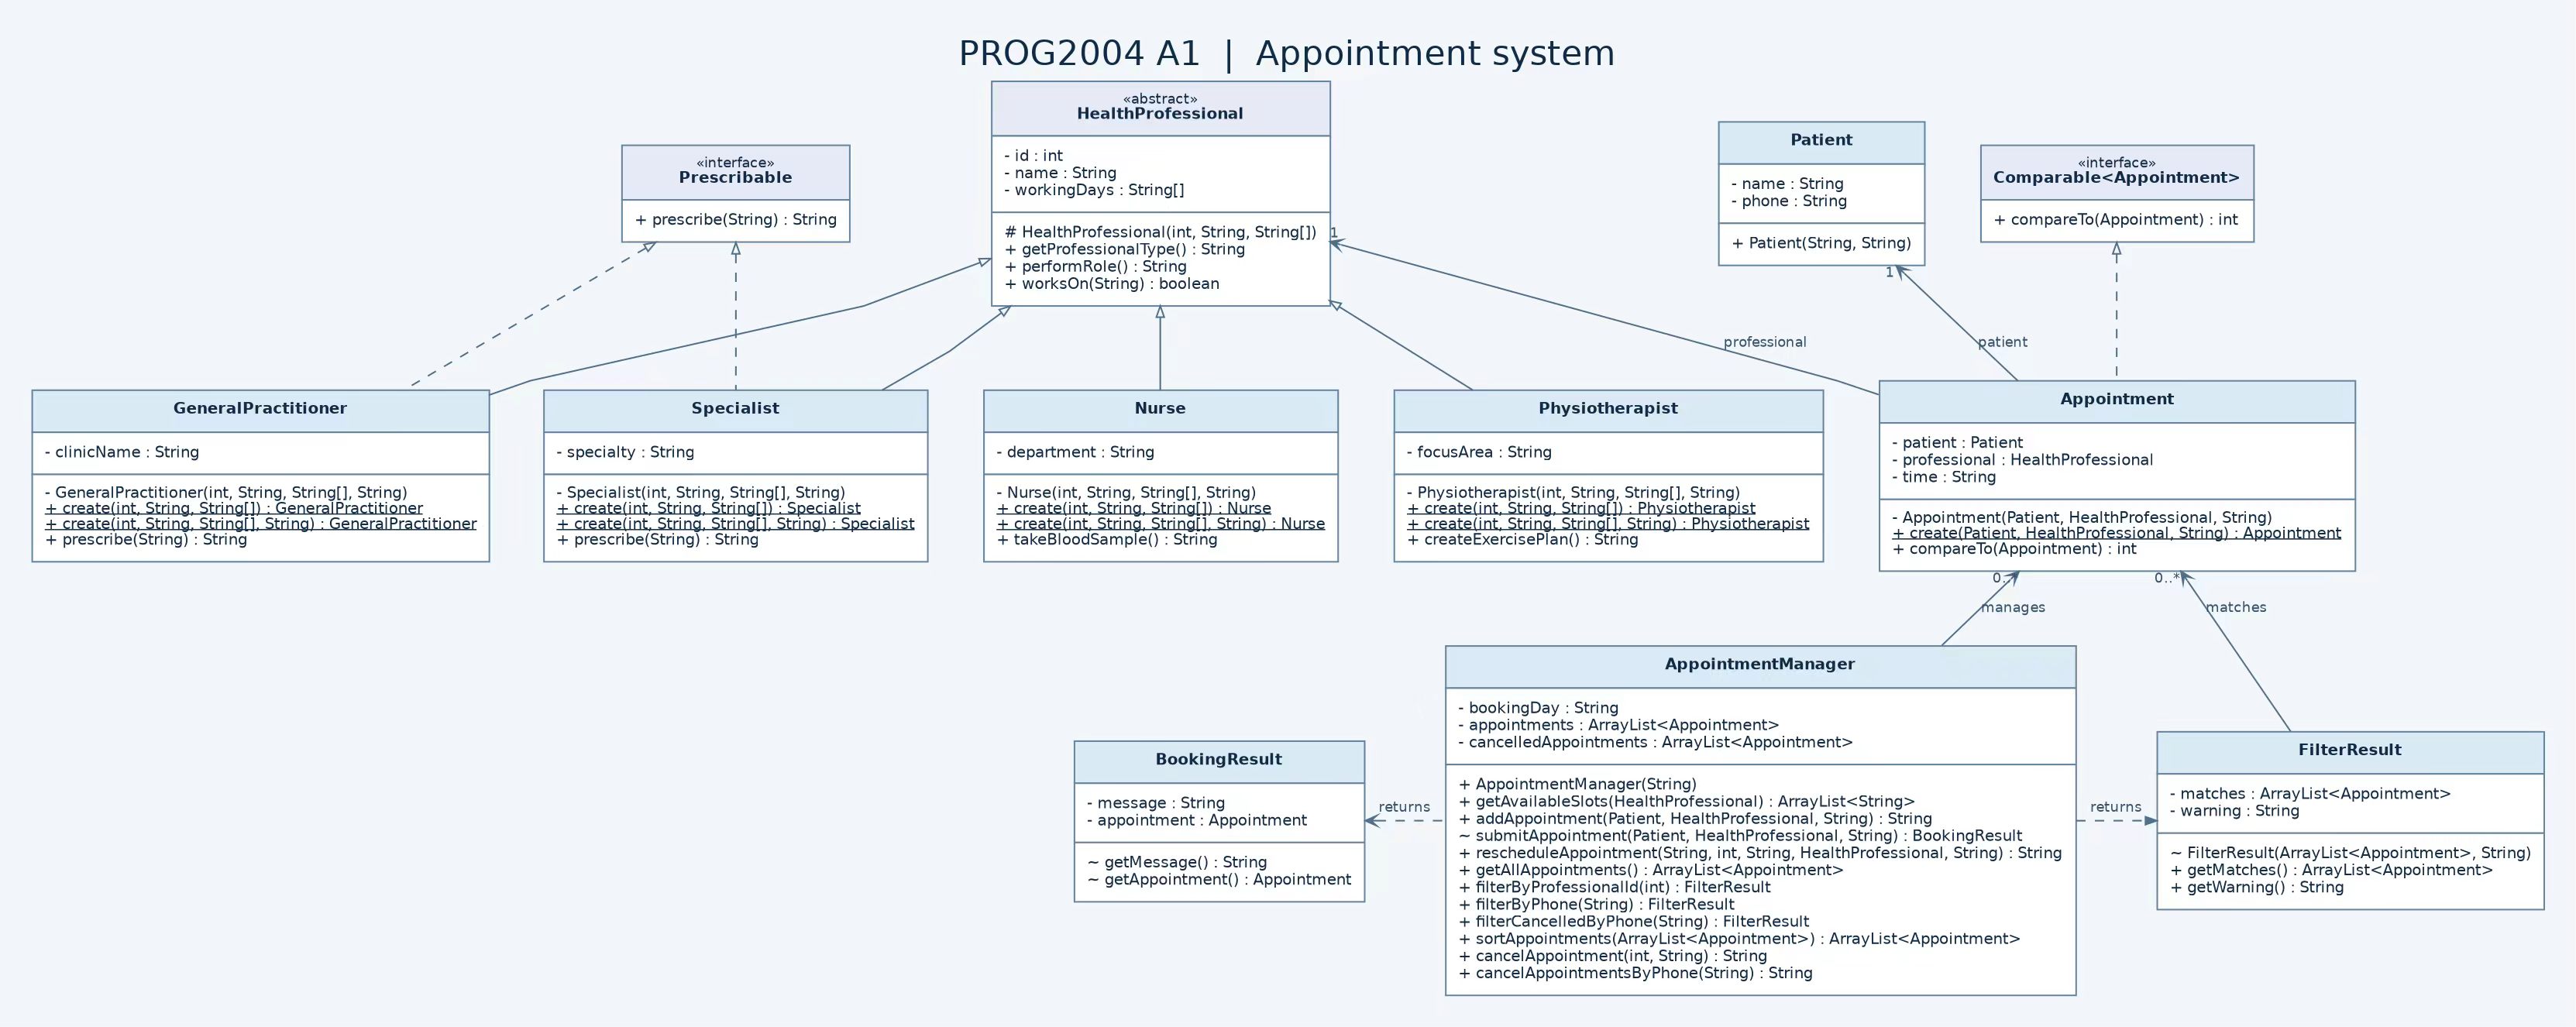 PROG2004 A1 | Appointment system
«abstract»
HealthProfessional
- id : int
- name : String
- workingDays : String[]
# HealthProfessional(int, String, String[])
+ getProfessionalType() : String
+ performRole() : String
+ worksOn(String) : boolean
«interface»
Prescribable
+ prescribe(String) : String
Patient
- name : String
- phone : String
+ Patient(String, String)
«interface»
Comparable<Appointment>
+ compareTo(Appointment) : int
1
1
professional
patient
GeneralPractitioner
- clinicName : String
- GeneralPractitioner(int, String, String[], String)
+ create(int, String, String[]) : GeneralPractitioner
+ create(int, String, String[], String) : GeneralPractitioner
+ prescribe(String) : String
Specialist
- specialty : String
- Specialist(int, String, String[], String)
+ create(int, String, String[]) : Specialist
+ create(int, String, String[], String) : Specialist
+ prescribe(String) : String
Nurse
- department : String
- Nurse(int, String, String[], String)
+ create(int, String, String[]) : Nurse
+ create(int, String, String[], String) : Nurse
+ takeBloodSample() : String
Physiotherapist
- focusArea : String
- Physiotherapist(int, String, String[], String)
+ create(int, String, String[]) : Physiotherapist
+ create(int, String, String[], String) : Physiotherapist
+ createExercisePlan() : String
Appointment
- patient : Patient
- professional : HealthProfessional
- time : String
- Appointment(Patient, HealthProfessional, String)
+ create(Patient, HealthProfessional, String) : Appointment
+ compareTo(Appointment) : int
0..*
manages
matches
AppointmentManager
- bookingDay : String
- appointments : ArrayList<Appointment>
- cancelledAppointments : ArrayList<Appointment>
+ AppointmentManager(String)
+ getAvailableSlots(HealthProfessional) : ArrayList<String>
+ addAppointment(Patient, HealthProfessional, String) : String
~ submitAppointment(Patient, HealthProfessional, String) : BookingResult
+ rescheduleAppointment(String, int, String, HealthProfessional, String) : String
+ getAllAppointments() : ArrayList<Appointment>
+ filterByProfessionalId(int) : FilterResult
+ filterByPhone(String) : FilterResult
+ filterCancelledByPhone(String) : FilterResult
+ sortAppointments(ArrayList<Appointment>) : ArrayList<Appointment>
+ cancelAppointment(int, String) : String
+ cancelAppointmentsByPhone(String) : String
BookingResult
- message : String
- appointment : Appointment
~ getMessage() : String
~ getAppointment() : Appointment
returns
returns
FilterResult
- matches : ArrayList<Appointment>
- warning : String
~ FilterResult(ArrayList<Appointment>, String)
+ getMatches() : ArrayList<Appointment>
+ getWarning() : String